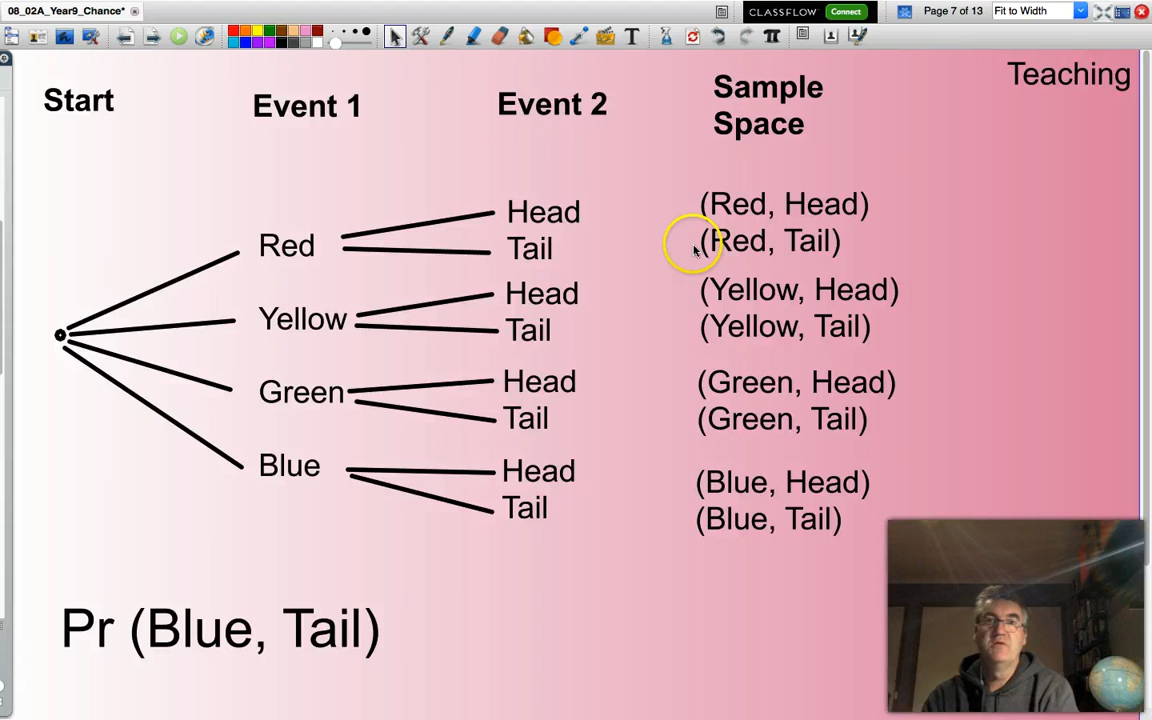 08_02A_Year9_Chance*
CLASSFLOW Connect
Page 7 of 13
Fit to Width
Teaching
Start
Event 1
Event 2
Sample
Space
Red
Head
Tail
(Red, Head)
(Red, Tail)
Yellow
Head
Tail
(Yellow, Head)
(Yellow, Tail)
Green
Head
Tail
(Green, Head)
(Green, Tail)
Blue
Head
Tail
(Blue, Head)
(Blue, Tail)
Pr (Blue, Tail)